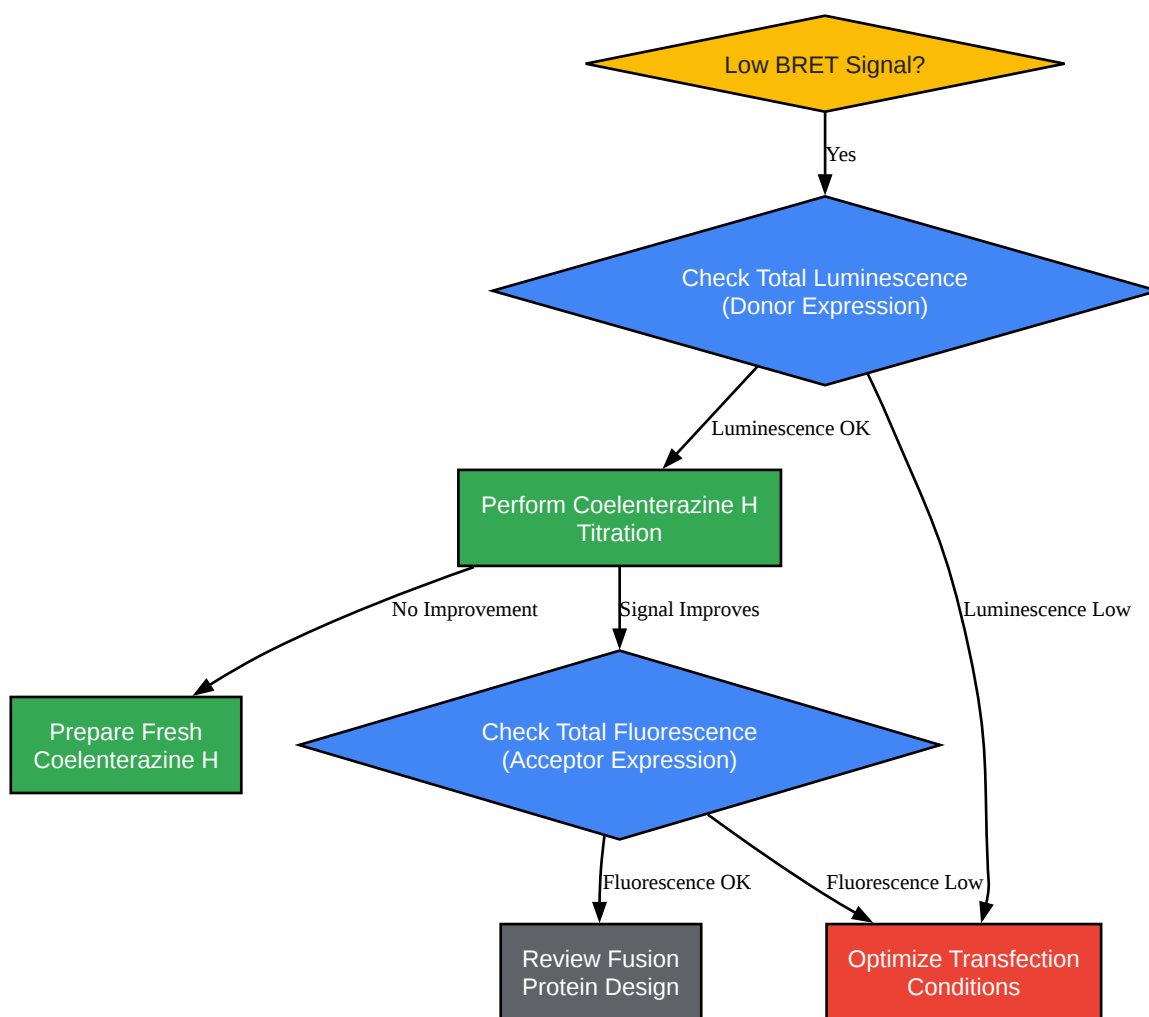 Low BRET Signal?
Yes
Check Total Luminescence
(Donor Expression)
Luminescence OK
Perform Coelenterazine H
Titration
No Improvement
Signal Improves
Luminescence Low
Prepare Fresh
Coelenterazine H
Check Total Fluorescence
(Acceptor Expression)
Fluorescence OK
Fluorescence Low
Review Fusion
Protein Design
Optimize Transfection
Conditions